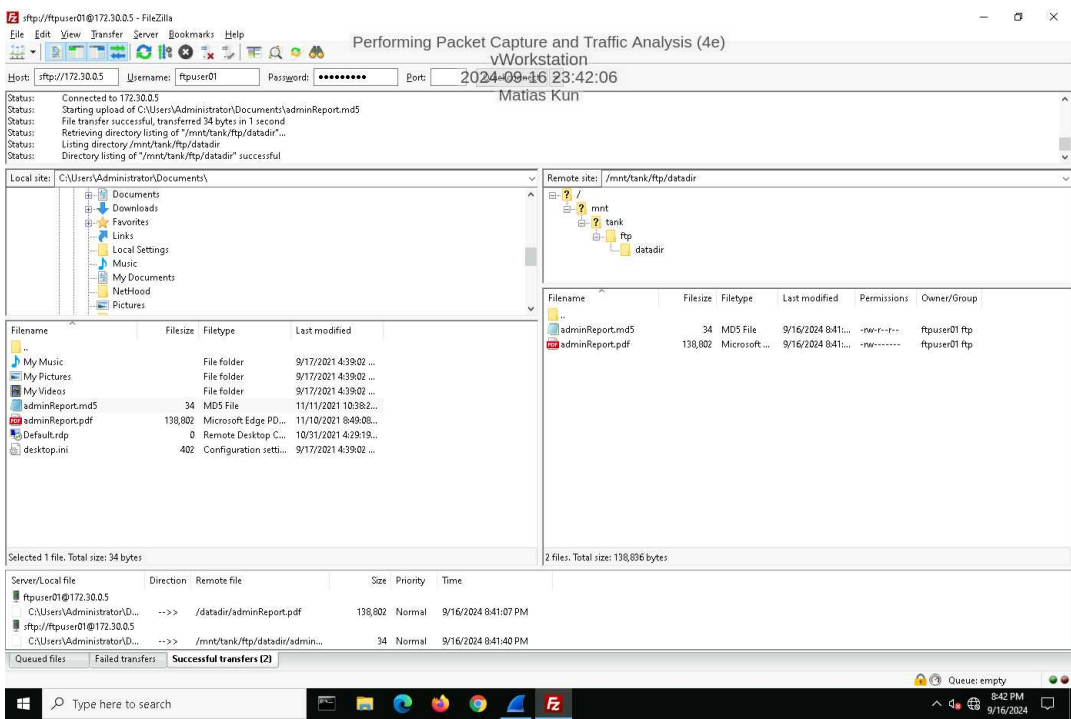 sftp://ftpuser01@172.30.0.5 - FileZilla
File Edit View Transfer Server Bookmarks Help
Performing Packet Capture and Traffic Analysis (4e)
vWorkstation
2024-09-16 23:42:06
Matias Kun
Host: sftp://172.30.0.5 Username: ftpuser01 Password: ●●●●●●●●● Port:
Status: Connected to 172.30.0.5
Status: Starting upload of C:\Users\Administrator\Documents\adminReport.md5
Status: File transfer successful, transferred 34 bytes in 1 second
Status: Retrieving directory listing of "/mnt/tank/ftp/datadir"...
Status: Listing directory /mnt/tank/ftp/datadir
Status: Directory listing of "/mnt/tank/ftp/datadir" successful
Local site: C:\Users\Administrator\Documents\
Documents
Downloads
Favorites
Links
Local Settings
Music
My Documents
NetHood
Pictures
Filename Filesize Filetype Last modified
..
My Music File folder 9/17/2021 4:39:02 ...
My Pictures File folder 9/17/2021 4:39:02 ...
My Videos File folder 9/17/2021 4:39:02 ...
adminReport.md5 34 MD5 File 11/11/2021 10:38:2...
adminReport.pdf 138,802 Microsoft Edge PD... 11/10/2021 8:49:08...
Default.rdp 0 Remote Desktop C... 10/31/2021 4:29:19...
desktop.ini 402 Configuration setti... 9/17/2021 4:39:02 ...
Selected 1 file. Total size: 34 bytes
Remote site: /mnt/tank/ftp/datadir
/
mnt
tank
ftp
datadir
Filename Filesize Filetype Last modified Permissions Owner/Group
..
adminReport.md5 34 MD5 File 9/16/2024 8:41:... -rw-r--r-- ftpuser01 ftp
adminReport.pdf 138,802 Microsoft ... 9/16/2024 8:41:... -rw------- ftpuser01 ftp
2 files. Total size: 138,836 bytes
Server/Local file Direction Remote file Size Priority Time
ftpuser01@172.30.0.5
C:\Users\Administrator\D... -->> /datadir/adminReport.pdf 138,802 Normal 9/16/2024 8:41:07 PM
sftp://ftpuser01@172.30.0.5
C:\Users\Administrator\D... -->> /mnt/tank/ftp/datadir/admin... 34 Normal 9/16/2024 8:41:40 PM
Queued files Failed transfers Successful transfers (2)
Queue: empty
Type here to search
8:42 PM
9/16/2024